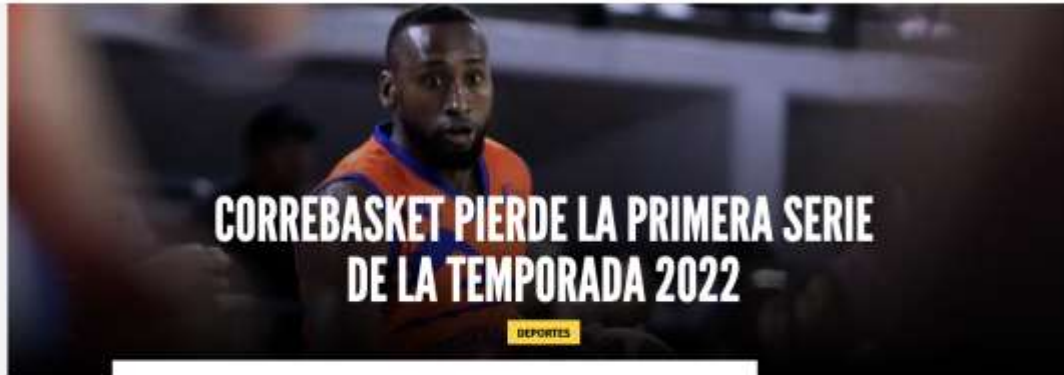 CORREBASKET PIERDE LA PRIMERA SERIE
DE LA TEMPORADA 2022
DEPORTES